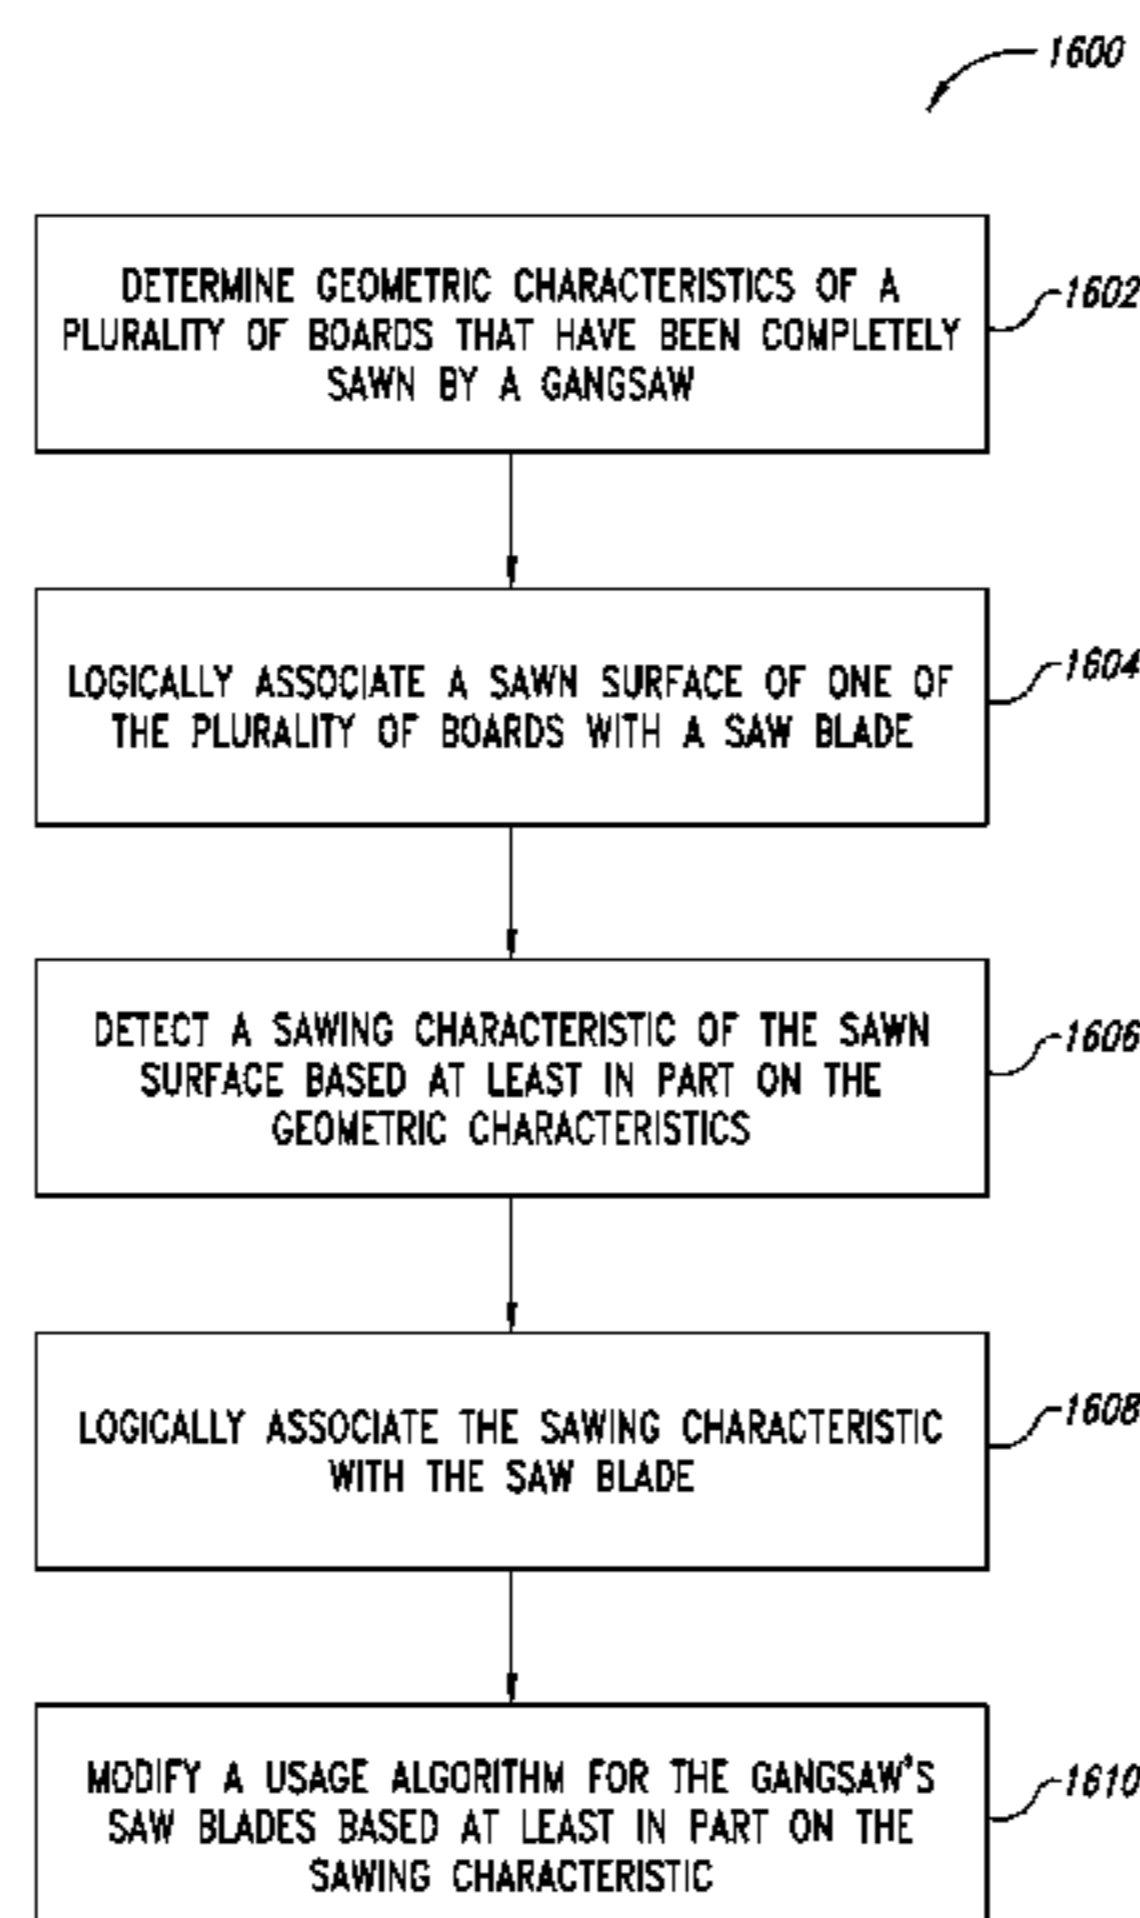 1600
DETERMINE GEOMETRIC CHARACTERISTICS OF A
PLURALITY OF BOARDS THAT HAVE BEEN COMPLETELY
SAWN BY A GANGSAW
1602
LOGICALLY ASSOCIATE A SAWN SURFACE OF ONE OF
THE PLURALITY OF BOARDS WITH A SAW BLADE
1604
DETECT A SAWING CHARACTERISTIC OF THE SAWN
SURFACE BASED AT LEAST IN PART ON THE
GEOMETRIC CHARACTERISTICS
1606
LOGICALLY ASSOCIATE THE SAWING CHARACTERISTIC
WITH THE SAW BLADE
1608
MODIFY A USAGE ALGORITHM FOR THE GANGSAW'S
SAW BLADES BASED AT LEAST IN PART ON THE
SAWING CHARACTERISTIC
1610